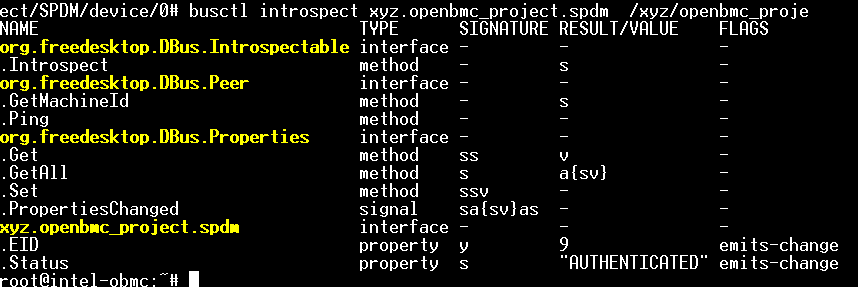 ect/SPDM/device/0# busctl introspect xyz.openbmc_project.spdm /xyz/openbmc_proje
NAME TYPE SIGNATURE RESULT/VALUE FLAGS
org.freedesktop.DBus.Introspectable interface - - -
.Introspect method - s -
org.freedesktop.DBus.Peer interface - - -
.GetMachineId method - s -
.Ping method - - -
org.freedesktop.DBus.Properties interface - - -
.Get method ss v -
.GetAll method s a{sv} -
.Set method ssv - -
.PropertiesChanged signal sa{sv}as - -
xyz.openbmc_project.spdm interface - - -
.EID property y 9 emits-change
.Status property s "AUTHENTICATED" emits-change
root@intel-obmc:~#